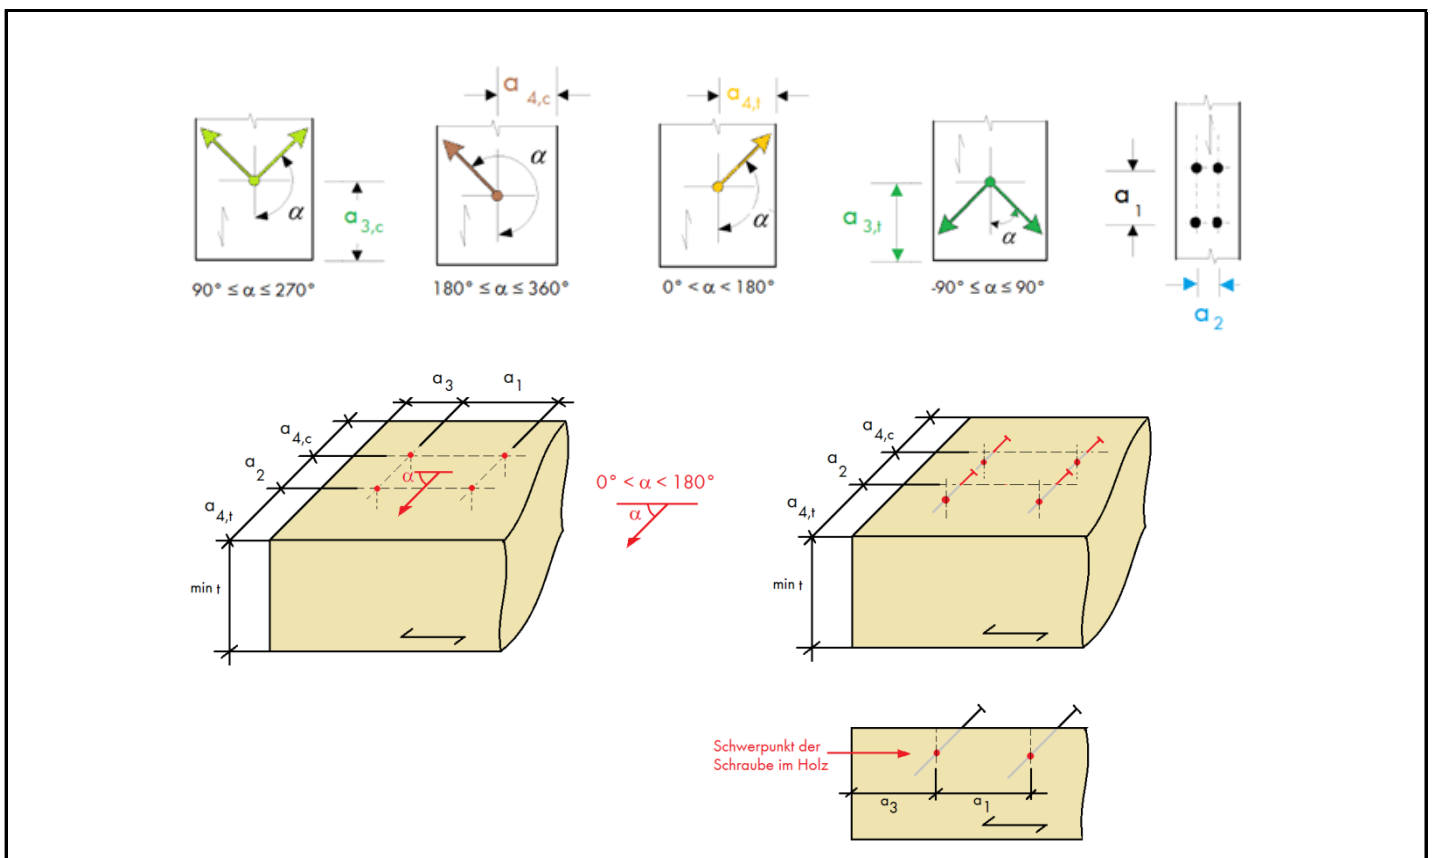 a 4,c
a 4,t
α
α
α
α
a 3,c
a 3,t
a 1
a 2
90° ≤ α ≤ 270°
180° ≤ α ≤ 360°
0° < α < 180°
-90° ≤ α ≤ 90°
a 3
a 1
a 4,c
a 2
a 4,t
α
min t
0° < α < 180°
α
a 4,c
a 2
a 4,t
min t
Schwerpunkt der
Schraube im Holz
a 3
a 1